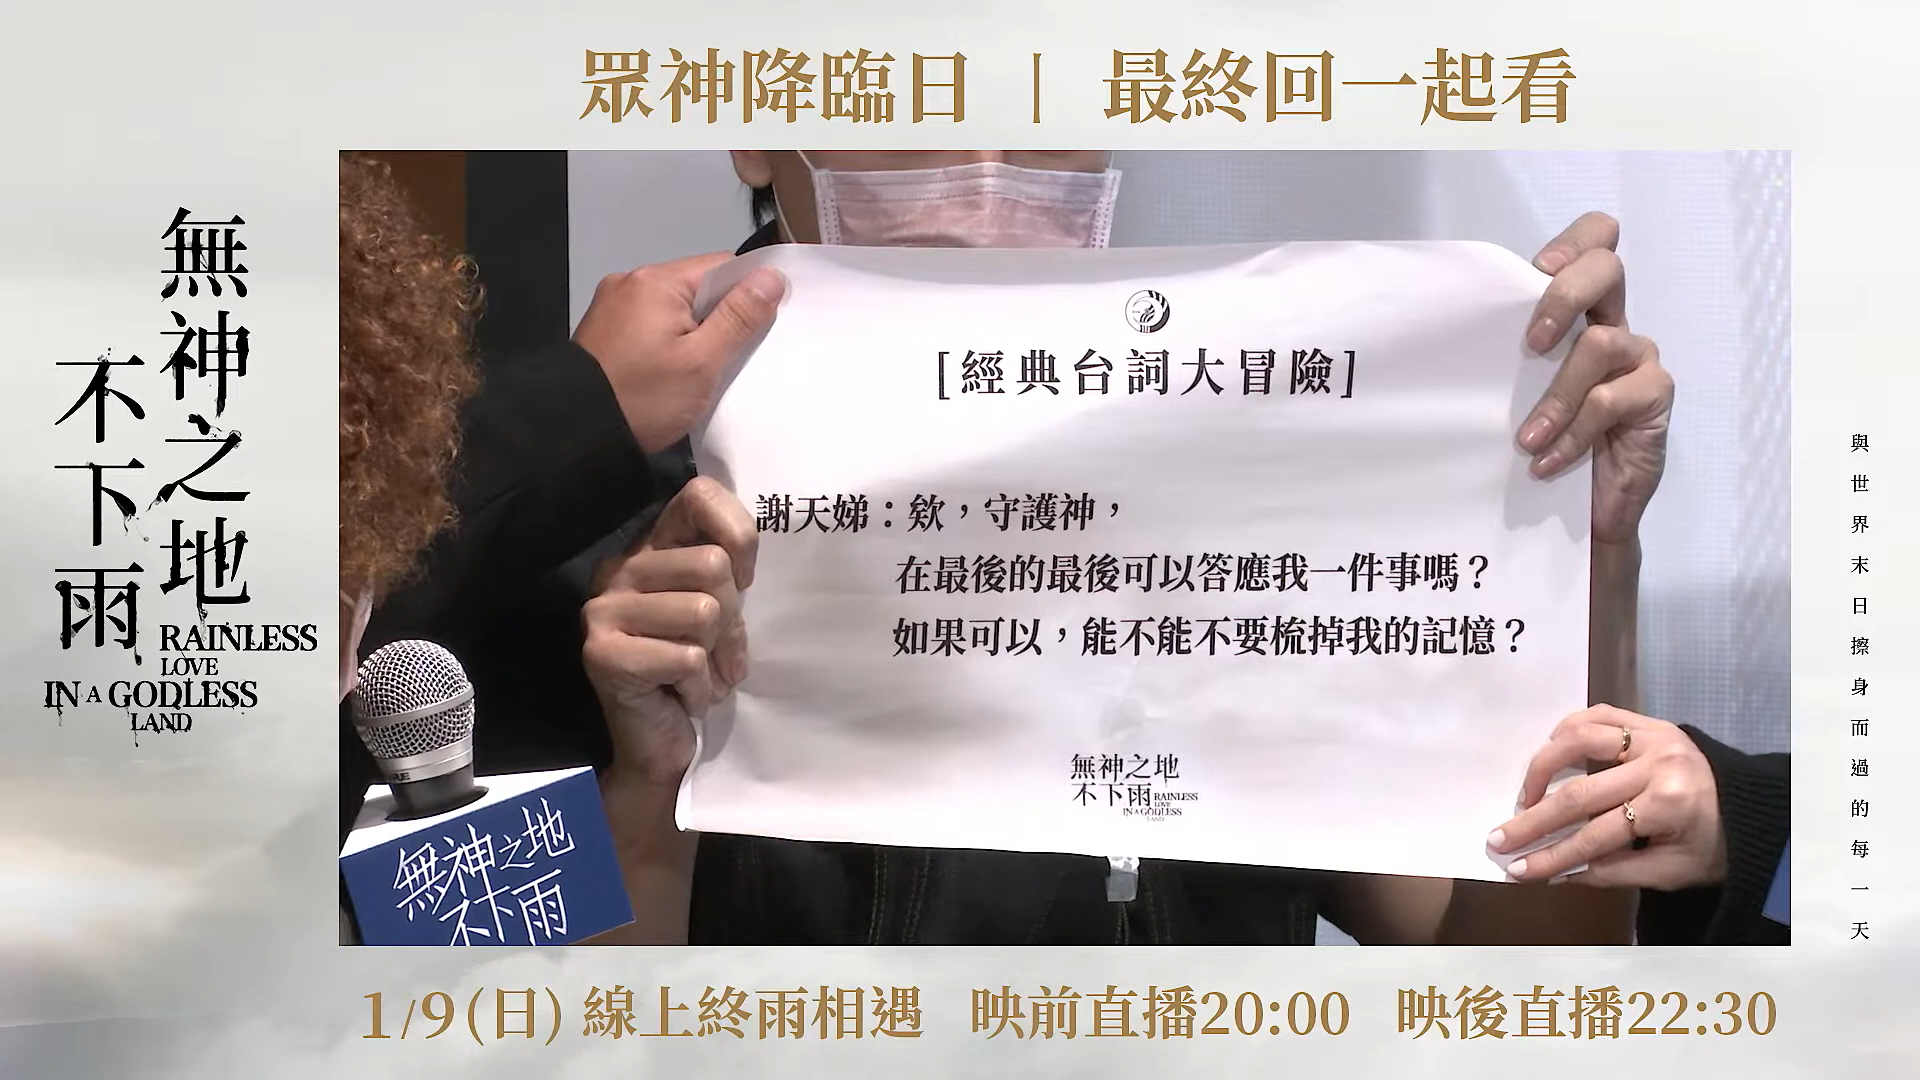 眾神降臨日 | 最終回一起看
無神之地
不下雨
RAINLESS
LOVE
IN A GODLESS
LAND
[經典台詞大冒險]
謝天娣：欸，守護神，
在最後的最後可以答應我一件事嗎？
如果可以，能不能不要梳掉我的記憶？
無神之地
不下雨 RAINLESS
LOVE
IN A GODLESS
LAND
無神之地
不下雨
與世界末日擦身而過的每一天
1/9(日) 線上終雨相遇 映前直播20:00 映後直播22:30